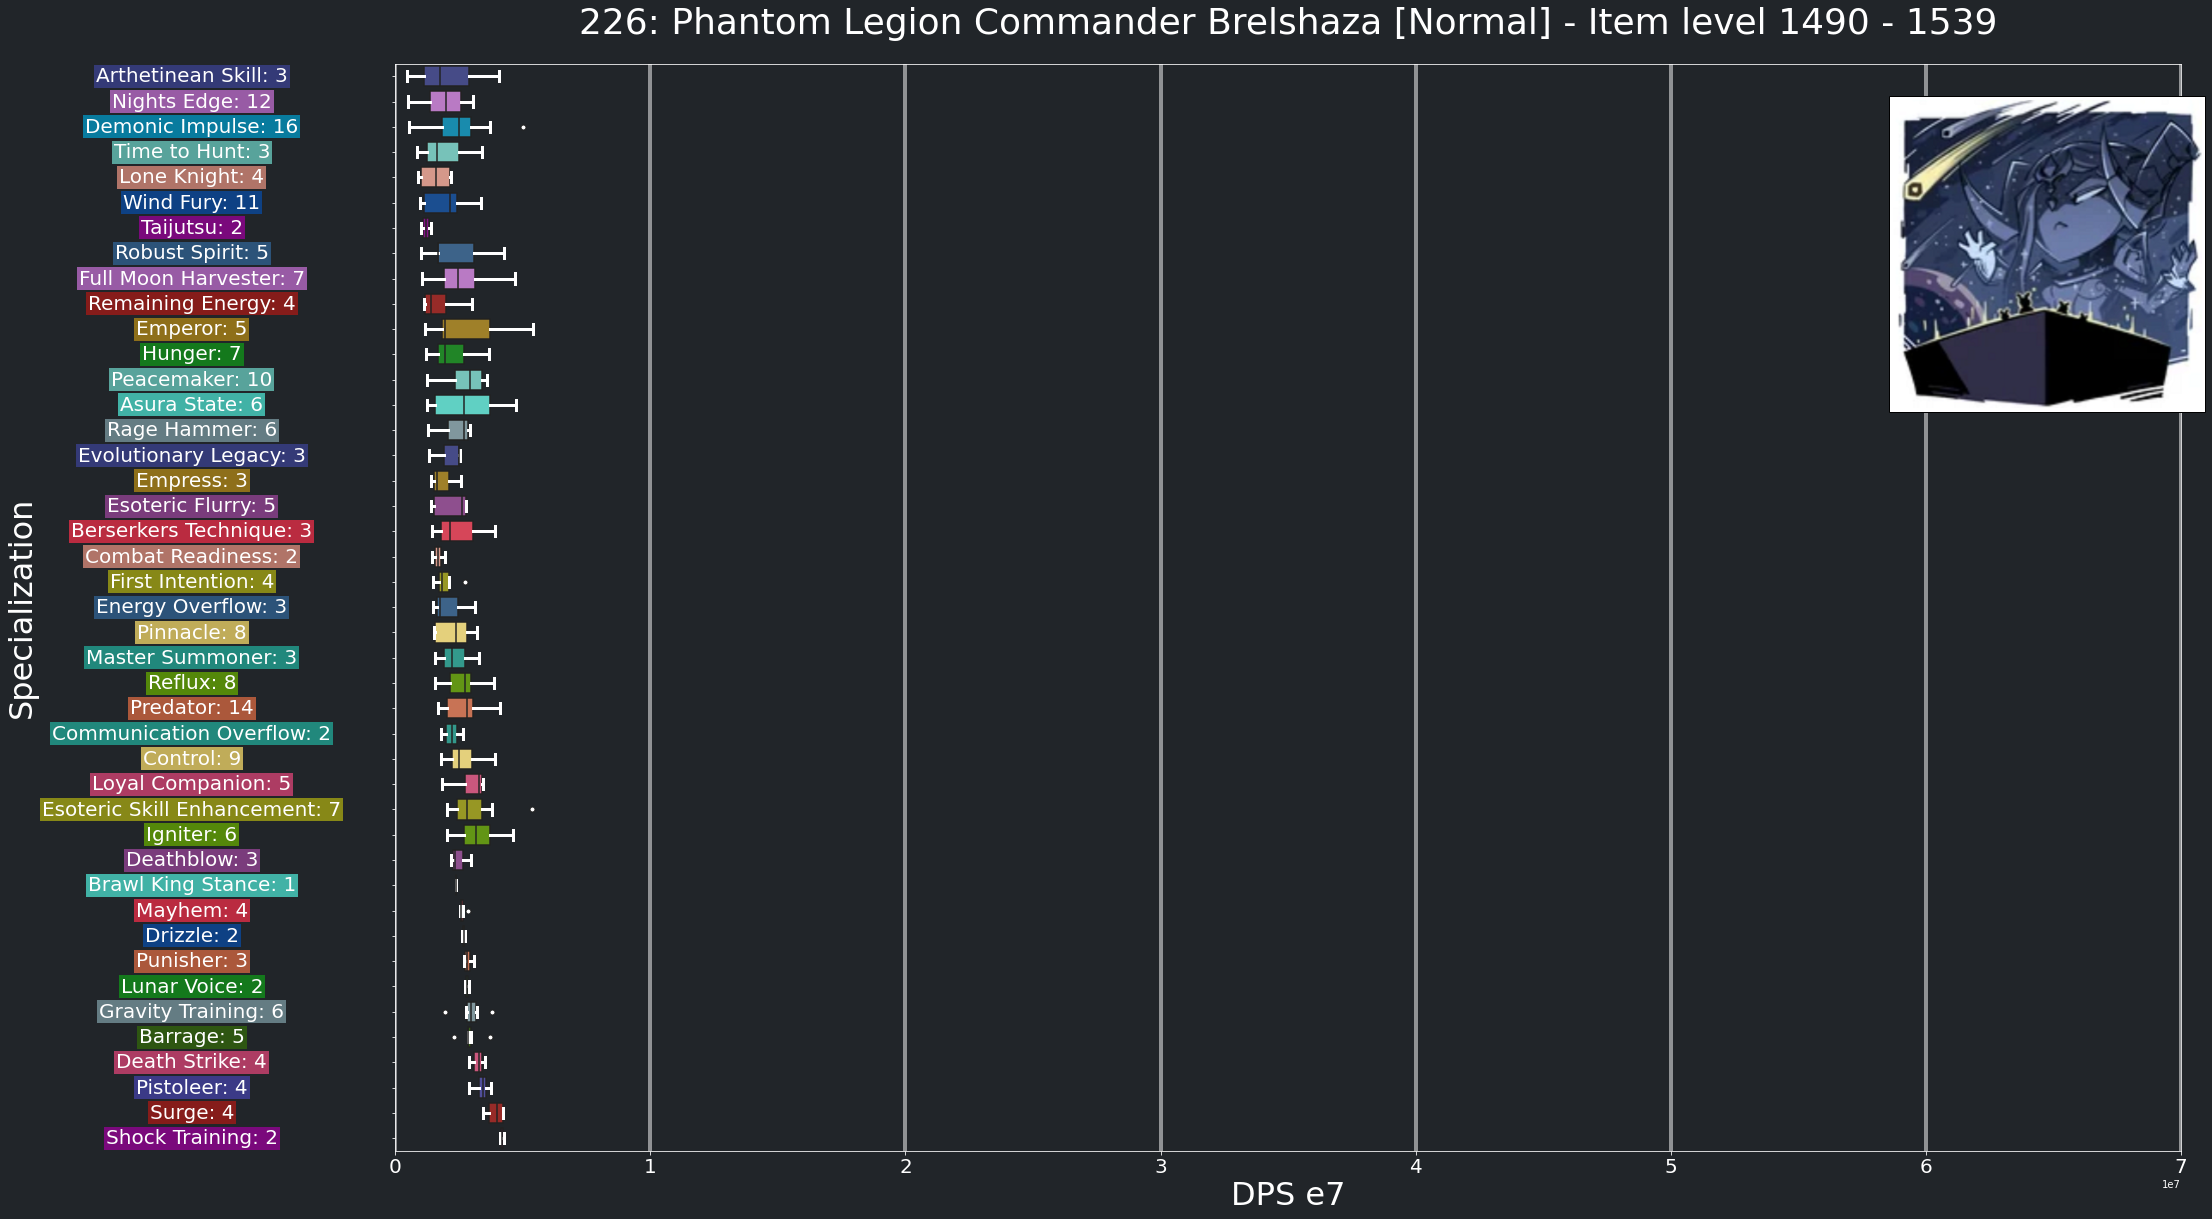 226: Phantom Legion Commander Brelshaza [Normal] - Item level 1490 - 1539
Specialization
Arthetinean Skill: 3
Nights Edge: 12
Demonic Impulse: 16
Time to Hunt: 3
Lone Knight: 4
Wind Fury: 11
Taijutsu: 2
Robust Spirit: 5
Full Moon Harvester: 7
Remaining Energy: 4
Emperor: 5
Hunger: 7
Peacemaker: 10
Asura State: 6
Rage Hammer: 6
Evolutionary Legacy: 3
Empress: 3
Esoteric Flurry: 5
Berserkers Technique: 3
Combat Readiness: 2
First Intention: 4
Energy Overflow: 3
Pinnacle: 8
Master Summoner: 3
Reflux: 8
Predator: 14
Communication Overflow: 2
Control: 9
Loyal Companion: 5
Esoteric Skill Enhancement: 7
Igniter: 6
Deathblow: 3
Brawl King Stance: 1
Mayhem: 4
Drizzle: 2
Punisher: 3
Lunar Voice: 2
Gravity Training: 6
Barrage: 5
Death Strike: 4
Pistoleer: 4
Surge: 4
Shock Training: 2
0 1 2 3 4 5 6 7
1e7
DPS e7